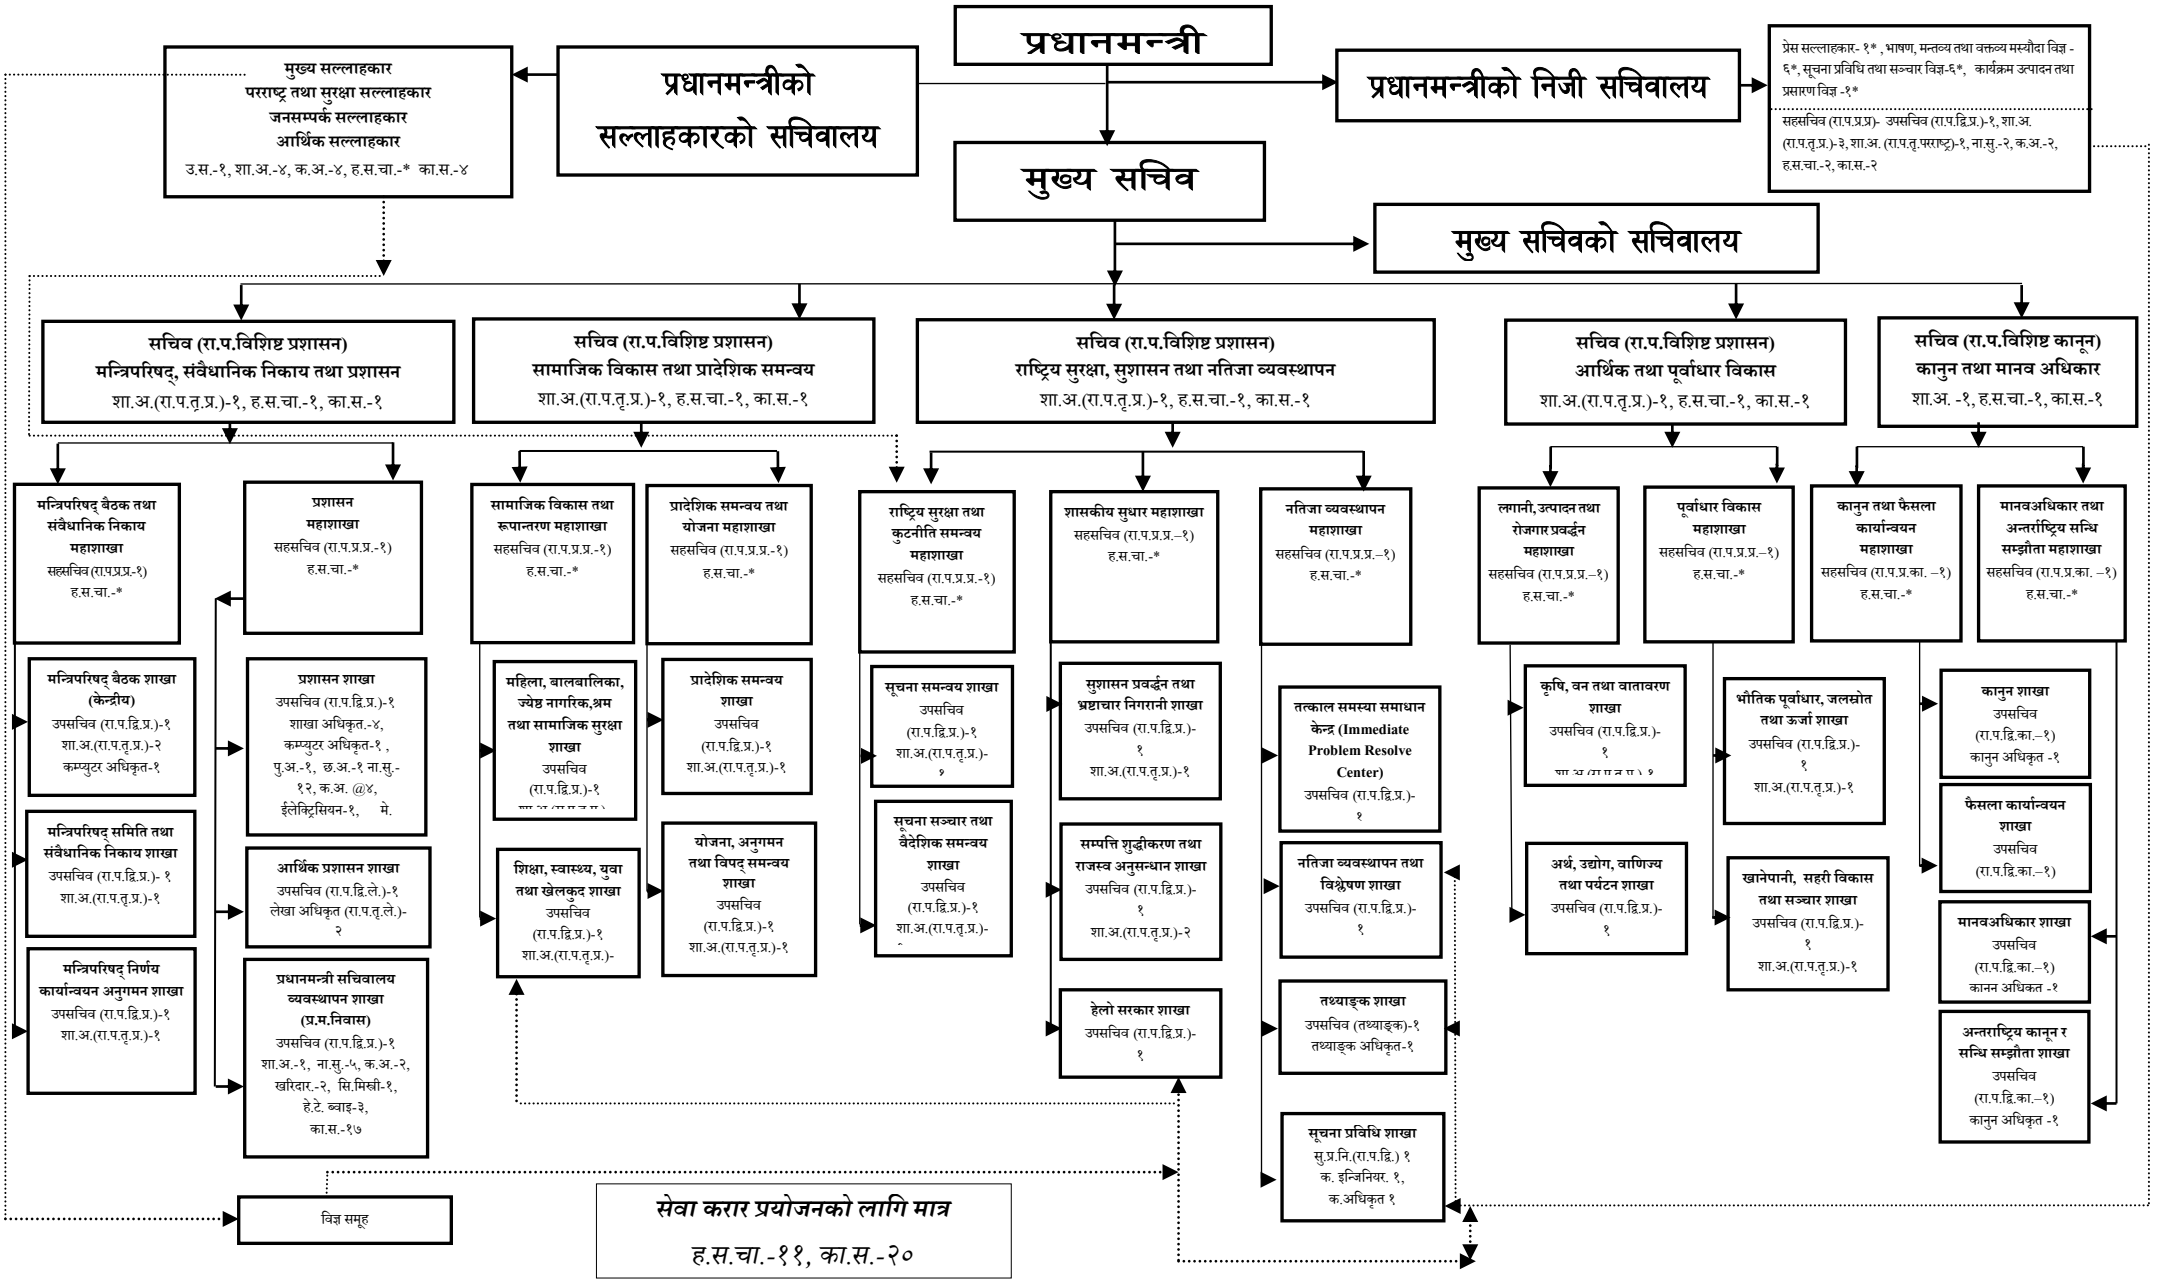 प्रधानमन्त्री
मुख्य सल्लाहकार
परराष्ट्र तथा सुरक्षा सल्लाहकार
जनसम्पर्क सल्लाहकार
आर्थिक सल्लाहकार
उ.स.-१, शा.अ.-४, क.अ.-४, ह.स.चा.-* का.स.-४
प्रधानमन्त्रीको
सल्लाहकारको सचिवालय
प्रधानमन्त्रीको निजी सचिवालय
प्रेस सल्लाहकार- १* , भाषण, मन्तव्य तथा वक्तव्य मस्यौदा विज्ञ -
६*, सूचना प्रविधि तथा सञ्चार विज्ञ-६*, कार्यक्रम उत्पादन तथा
प्रसारण विज्ञ -१*
सहसचिव (रा.प.प्र.प्र)- उपसचिव (रा.प.द्वि.प्र.)-१, शा.अ.
(रा.प.तृ.प्र.)-३, शा.अ. (रा.प.तृ.परराष्ट्र)-१, ना.सु.-२, क.अ.-२,
ह.स.चा.-२, का.स.-२
मुख्य सचिव
मुख्य सचिवको सचिवालय
सचिव (रा.प.विशिष्ट प्रशासन)
मन्त्रिपरिषद्, संवैधानिक निकाय तथा प्रशासन
शा.अ.(रा.प.तृ.प्र.)-१, ह.स.चा.-१, का.स.-१
सचिव (रा.प.विशिष्ट प्रशासन)
सामाजिक विकास तथा प्रादेशिक समन्वय
शा.अ.(रा.प.तृ.प्र.)-१, ह.स.चा.-१, का.स.-१
सचिव (रा.प.विशिष्ट प्रशासन)
राष्ट्रिय सुरक्षा, सुशासन तथा नतिजा व्यवस्थापन
शा.अ.(रा.प.तृ.प्र.)-१, ह.स.चा.-१, का.स.-१
सचिव (रा.प.विशिष्ट प्रशासन)
आर्थिक तथा पूर्वाधार विकास
शा.अ.(रा.प.तृ.प्र.)-१, ह.स.चा.-१, का.स.-१
सचिव (रा.प.विशिष्ट कानून)
कानुन तथा मानव अधिकार
शा.अ. -१, ह.स.चा.-१, का.स.-१
मन्त्रिपरिषद् बैठक तथा
संवैधानिक निकाय
महाशाखा
सहसचिव (रा.प.प्र.प्र.-१)
ह.स.चा.-*
प्रशासन
महाशाखा
सहसचिव (रा.प.प्र.प्र.-१)
ह.स.चा.-*
सामाजिक विकास तथा
रूपान्तरण महाशाखा
सहसचिव (रा.प.प्र.प्र.-१)
ह.स.चा.-*
प्रादेशिक समन्वय तथा
योजना महाशाखा
सहसचिव (रा.प.प्र.प्र.-१)
ह.स.चा.-*
राष्ट्रिय सुरक्षा तथा
कुटनीति समन्वय
महाशाखा
सहसचिव (रा.प.प्र.प्र.-१)
ह.स.चा.-*
शासकीय सुधार महाशाखा
सहसचिव (रा.प.प्र.प्र.–१)
ह.स.चा.-*
नतिजा व्यवस्थापन
महाशाखा
सहसचिव (रा.प.प्र.प्र.–१)
ह.स.चा.-*
लगानी, उत्पादन तथा
रोजगार प्रवर्द्धन
महाशाखा
सहसचिव (रा.प.प्र.प्र.–१)
ह.स.चा.-*
पूर्वाधार विकास
महाशाखा
सहसचिव (रा.प.प्र.प्र.–१)
ह.स.चा.-*
कानुन तथा फैसला
कार्यान्वयन
महाशाखा
सहसचिव (रा.प.प्र.का. –१)
ह.स.चा.-*
मानवअधिकार तथा
अन्तर्राष्ट्रिय सन्धि
सम्झौता महाशाखा
सहसचिव (रा.प.प्र.का. –१)
ह.स.चा.-*
मन्त्रिपरिषद् बैठक शाखा
(केन्द्रीय)
उपसचिव (रा.प.द्वि.प्र.)-१
शा.अ.(रा.प.तृ.प्र.)-२
कम्प्युटर अधिकृत-१
मन्त्रिपरिषद् समिति तथा
संवैधानिक निकाय शाखा
उपसचिव (रा.प.द्वि.प्र.)- १
शा.अ.(रा.प.तृ.प्र.)-१
मन्त्रिपरिषद् निर्णय
कार्यान्वयन अनुगमन शाखा
उपसचिव (रा.प.द्वि.प्र.)-१
शा.अ.(रा.प.तृ.प्र.)-१
प्रशासन शाखा
उपसचिव (रा.प.द्वि.प्र.)-१
शाखा अधिकृत.-४,
कम्प्युटर अधिकृत-१ ,
पु.अ.-१, छ.अ.-१ ना.सु.-
१२, क.अ. @४,
ईलेक्ट्रिसियन-१, मे.
आर्थिक प्रशासन शाखा
उपसचिव (रा.प.द्वि.ले.)-१
लेखा अधिकृत (रा.प.तृ.ले.)-
२
प्रधानमन्त्री सचिवालय
व्यवस्थापन शाखा
(प्र.म.निवास)
उपसचिव (रा.प.द्वि.प्र.)-१
शा.अ.-१, ना.सु.-५, क.अ.-२,
खरिदार.-२, सि.मिस्त्री-१,
हे.टे. ब्वाइ-३,
का.स.-१७
महिला, बालबालिका,
ज्येष्ठ नागरिक,श्रम
तथा सामाजिक सुरक्षा
शाखा
उपसचिव
(रा.प.द्वि.प्र.)-१
शिक्षा, स्वास्थ्य, युवा
तथा खेलकुद शाखा
उपसचिव
(रा.प.द्वि.प्र.)-१
शा.अ.(रा.प.तृ.प्र.)-
प्रादेशिक समन्वय
शाखा
उपसचिव
(रा.प.द्वि.प्र.)-१
शा.अ.(रा.प.तृ.प्र.)-१
योजना, अनुगमन
तथा विपद् समन्वय
शाखा
उपसचिव
(रा.प.द्वि.प्र.)-१
शा.अ.(रा.प.तृ.प्र.)-१
सूचना समन्वय शाखा
उपसचिव
(रा.प.द्वि.प्र.)-१
शा.अ.(रा.प.तृ.प्र.)-
१
सूचना सञ्चार तथा
वैदेशिक समन्वय
शाखा
उपसचिव
(रा.प.द्वि.प्र.)-१
शा.अ.(रा.प.तृ.प्र.)-
सुशासन प्रवर्द्धन तथा
भ्रष्टाचार निगरानी शाखा
उपसचिव (रा.प.द्वि.प्र.)-
१
शा.अ.(रा.प.तृ.प्र.)-१
सम्पत्ति शुद्धीकरण तथा
राजस्व अनुसन्धान शाखा
उपसचिव (रा.प.द्वि.प्र.)-
१
शा.अ.(रा.प.तृ.प्र.)-२
हेलो सरकार शाखा
उपसचिव (रा.प.द्वि.प्र.)-
१
तत्काल समस्या समाधान
केन्द्र (Immediate
Problem Resolve
Center)
उपसचिव (रा.प.द्वि.प्र.)-
१
नतिजा व्यवस्थापन तथा
विश्लेषण शाखा
उपसचिव (रा.प.द्वि.प्र.)-
१
तथ्याङ्क शाखा
उपसचिव (तथ्याङ्क)-१
तथ्याङ्क अधिकृत-१
सूचना प्रविधि शाखा
सु.प्र.नि.(रा.प.द्वि.) १
क. इन्जिनियर. १,
क.अधिकृत १
कृषि, वन तथा वातावरण
शाखा
उपसचिव (रा.प.द्वि.प्र.)-
१
शा.अ.(रा.प.तृ.प्र.)-१
अर्थ, उद्योग, वाणिज्य
तथा पर्यटन शाखा
उपसचिव (रा.प.द्वि.प्र.)-
१
भौतिक पूर्वाधार, जलस्रोत
तथा ऊर्जा शाखा
उपसचिव (रा.प.द्वि.प्र.)-
१
शा.अ.(रा.प.तृ.प्र.)-१
खानेपानी, सहरी विकास
तथा सञ्चार शाखा
उपसचिव (रा.प.द्वि.प्र.)-
१
शा.अ.(रा.प.तृ.प्र.)-१
कानुन शाखा
उपसचिव
(रा.प.द्वि.का.–१)
कानुन अधिकृत -१
फैसला कार्यान्वयन
शाखा
उपसचिव
(रा.प.द्वि.का.–१)
मानवअधिकार शाखा
उपसचिव
(रा.प.द्वि.का.–१)
कानुन अधिकृत -१
अन्तराष्ट्रिय कानून र
सन्धि सम्झौता शाखा
उपसचिव
(रा.प.द्वि.का.–१)
कानुन अधिकृत -१
विज्ञ समूह
सेवा करार प्रयोजनको लागि मात्र
ह.स.चा.-११, का.स.-२०